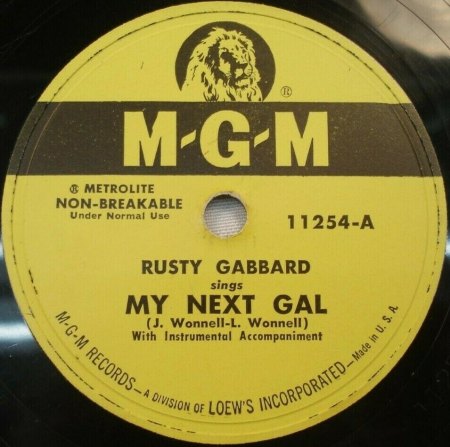 ®
M-G-M
® METROLITE
NON-BREAKABLE
Under Normal Use
11254-A
RUSTY GABBARD
sings
MY NEXT GAL
(J. Wonnell-L. Wonnell)
With Instrumental Accompaniment
M-G-M RECORDS—A DIVISION OF LOEW'S INCORPORATED—Made in U. S. A.